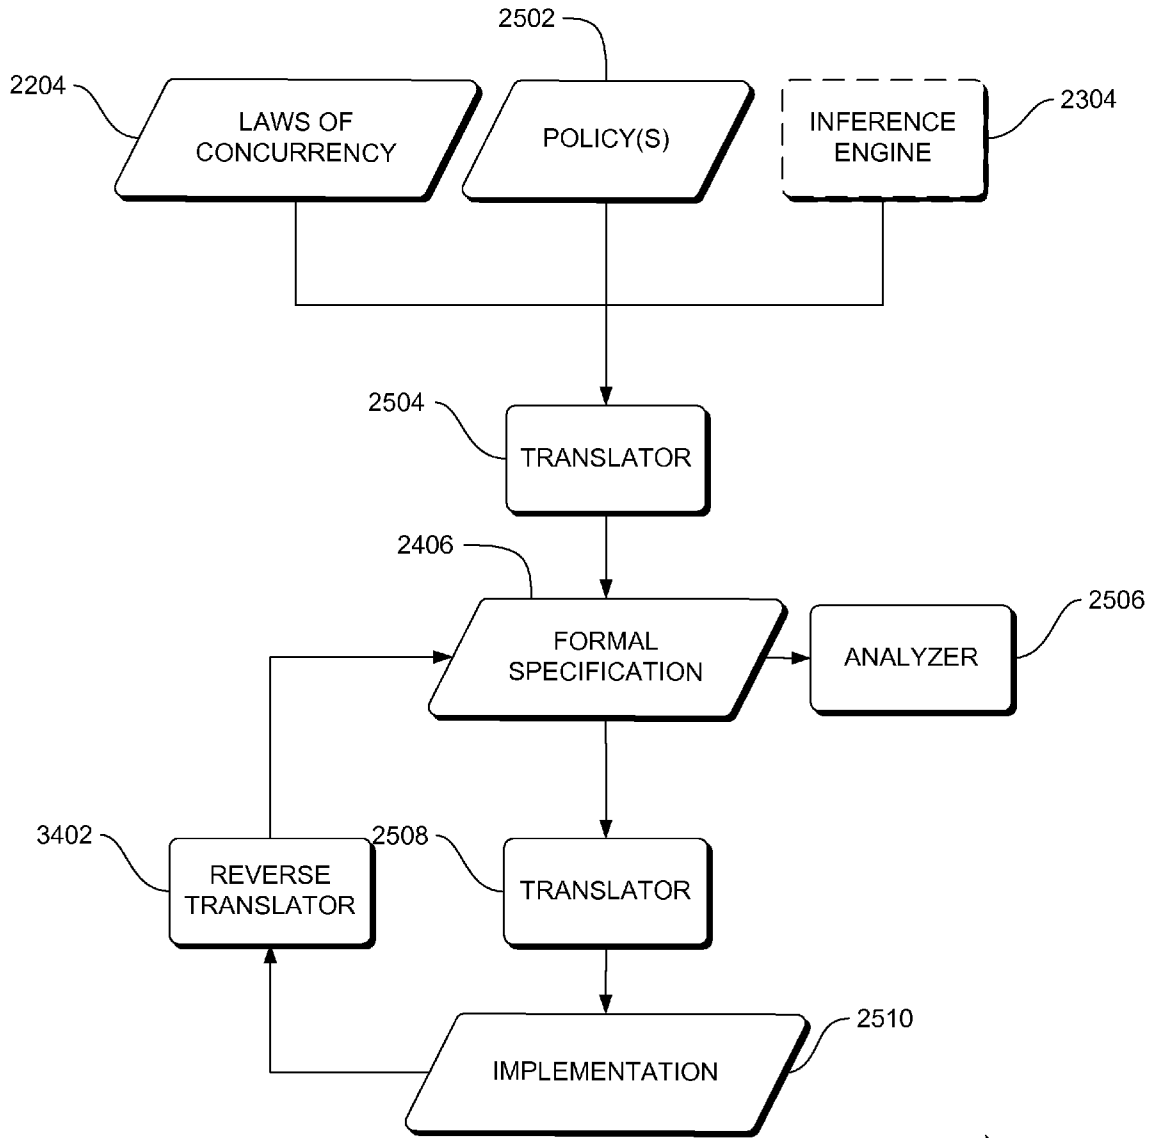 2502
2204
LAWS OF
CONCURRENCY
POLICY(S)
INFERENCE
ENGINE
2304
2504
TRANSLATOR
2406
FORMAL
SPECIFICATION
ANALYZER
2506
3402
REVERSE
TRANSLATOR
2508
TRANSLATOR
IMPLEMENTATION
2510